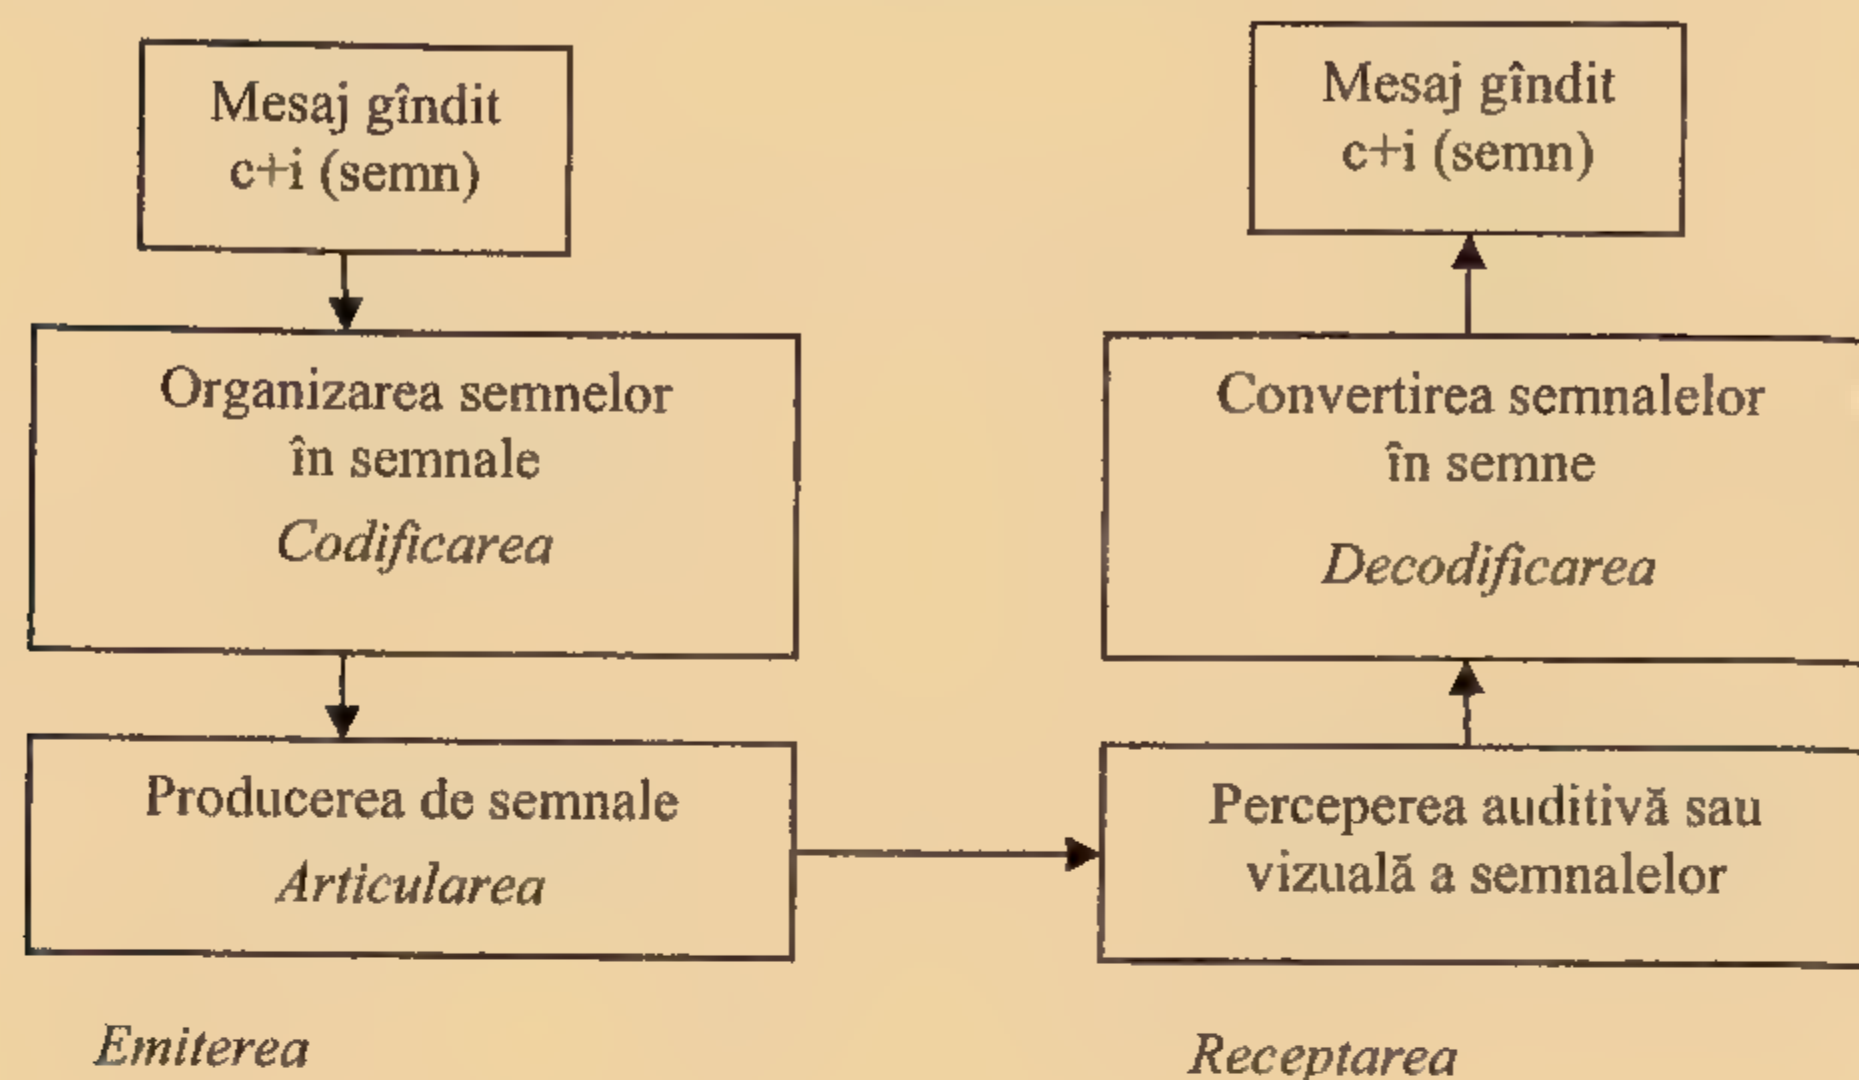 Mesaj gîndit
c+i (semn)
Organizarea semnelor
în semnale
Codificarea
Producerea de semnale
Articularea
Emiterea
Mesaj gîndit
c+i (semn)
Convertirea semnalelor
în semne
Decodificarea
Perceperea auditivă sau
vizuală a semnalelor
Receptarea